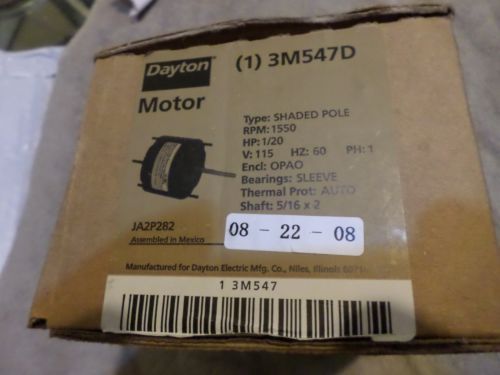 Dayton
(1) 3M547D
Motor
Type: SHADED POLE
RPM: 1550
HP: 1/20
V: 115 HZ: 60 PH: 1
Encl: OPAO
Bearings: SLEEVE
Thermal Prot: AUTO
Shaft: 5/16 x 2
JA2P282
Assembled in Mexico
08 - 22 - 08
Manufactured for Dayton Electric Mfg. Co., Niles, Illinois
1 3M547